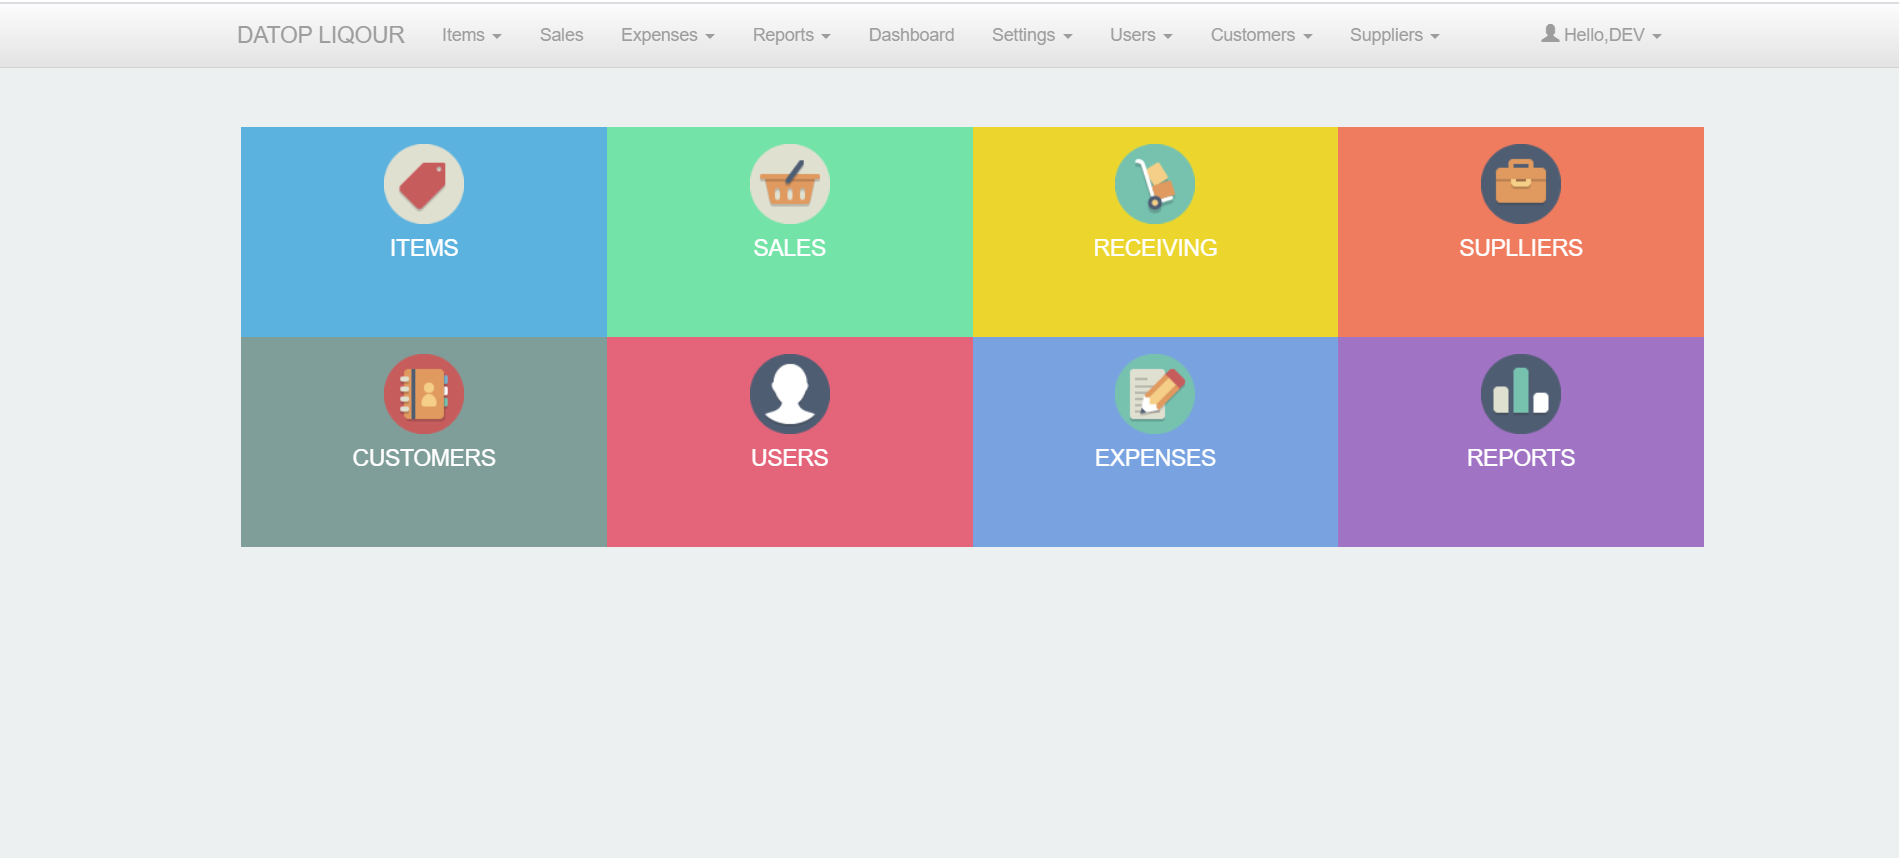 DATOP LIQOUR Items Sales Expenses Reports Dashboard Settings Users Customers Suppliers Hello,DEV
ITEMS SALES RECEIVING SUPLLIERS
CUSTOMERS USERS EXPENSES REPORTS